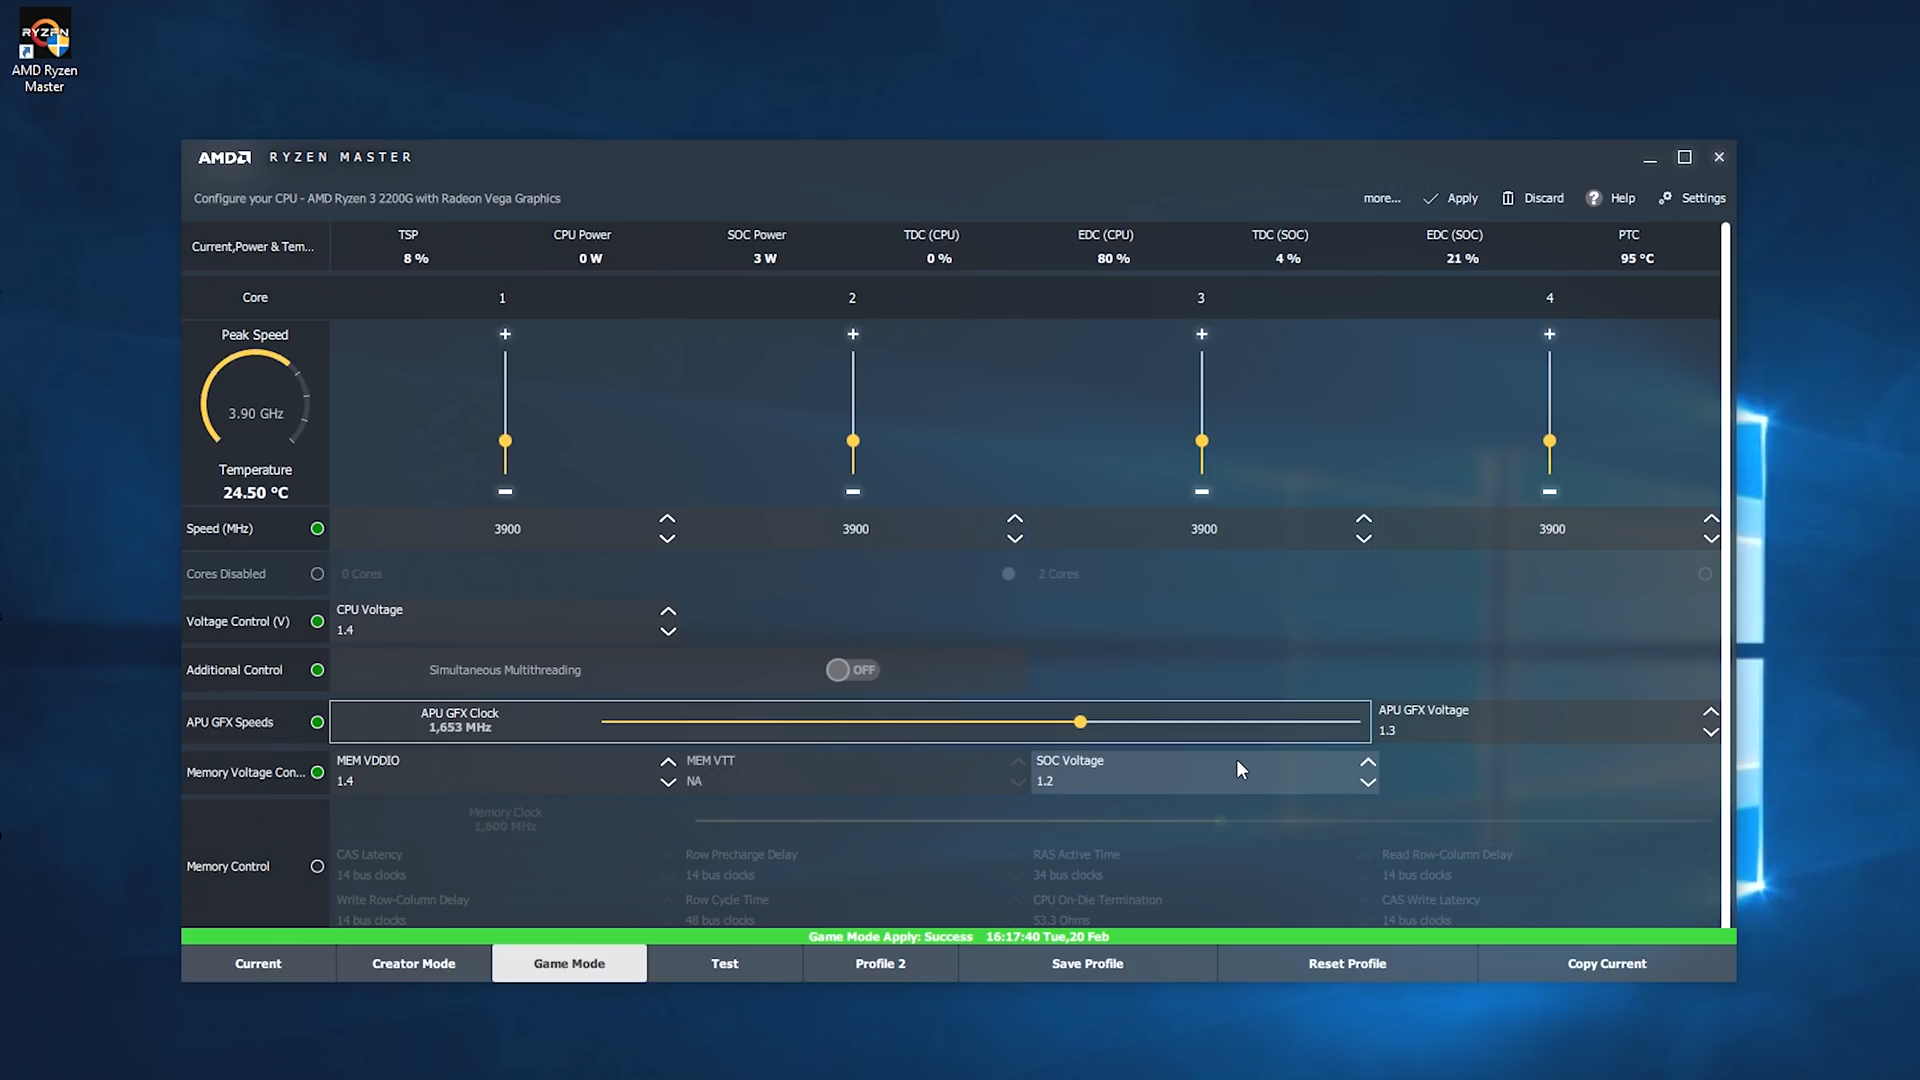 RYZEN
AMD Ryzen
Master
AMD RYZEN MASTER
Configure your CPU - AMD Ryzen 3 2200G with Radeon Vega Graphics
more... Apply Discard ? Help Settings
Current,Power & Tem...
TSP CPU Power SOC Power TDC (CPU) EDC (CPU) TDC (SOC) EDC (SOC) PTC
8 % 0 W 3 W 0 % 80 % 4 % 21 % 95 °C
Core 1 2 3 4
Peak Speed
3.90 GHz
Temperature
24.50 °C
Speed (MHz) 3900 3900 3900 3900
Cores Disabled 0 Cores 2 Cores
Voltage Control (V)
CPU Voltage
1.4
Additional Control Simultaneous Multithreading OFF
APU GFX Speeds
APU GFX Clock
1,653 MHz
APU GFX Voltage
1.3
Memory Voltage Con...
MEM VDDIO MEM VTT SOC Voltage
1.4 NA 1.2
Memory Control
Memory Clock
1,600 MHz
CAS Latency Row Precharge Delay RAS Active Time Read Row-Column Delay
14 bus clocks 14 bus clocks 34 bus clocks 14 bus clocks
Write Row-Column Delay Row Cycle Time CPU On-Die Termination CAS Write Latency
14 bus clocks 48 bus clocks 53.3 Ohms 14 bus clocks
Game Mode Apply: Success 16:17:40 Tue,20 Feb
Current Creator Mode Game Mode Test Profile 2 Save Profile Reset Profile Copy Current